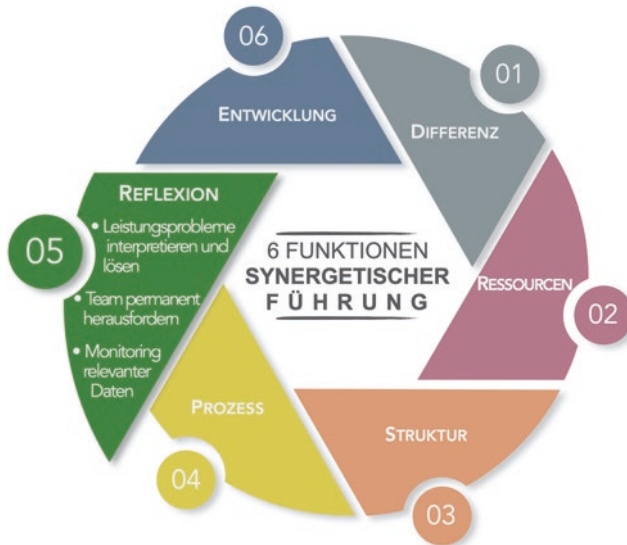 6 FUNKTIONEN
SYNERGETISCHER
FÜHRUNG
01
DIFFERENZ
02
RESSOURCEN
03
STRUKTUR
04
PROZESS
05
REFLEXION
• Leistungsprobleme
interpretieren und
lösen
• Team permanent
herausfordern
• Monitoring
relevanter
Daten
06
ENTWICKLUNG